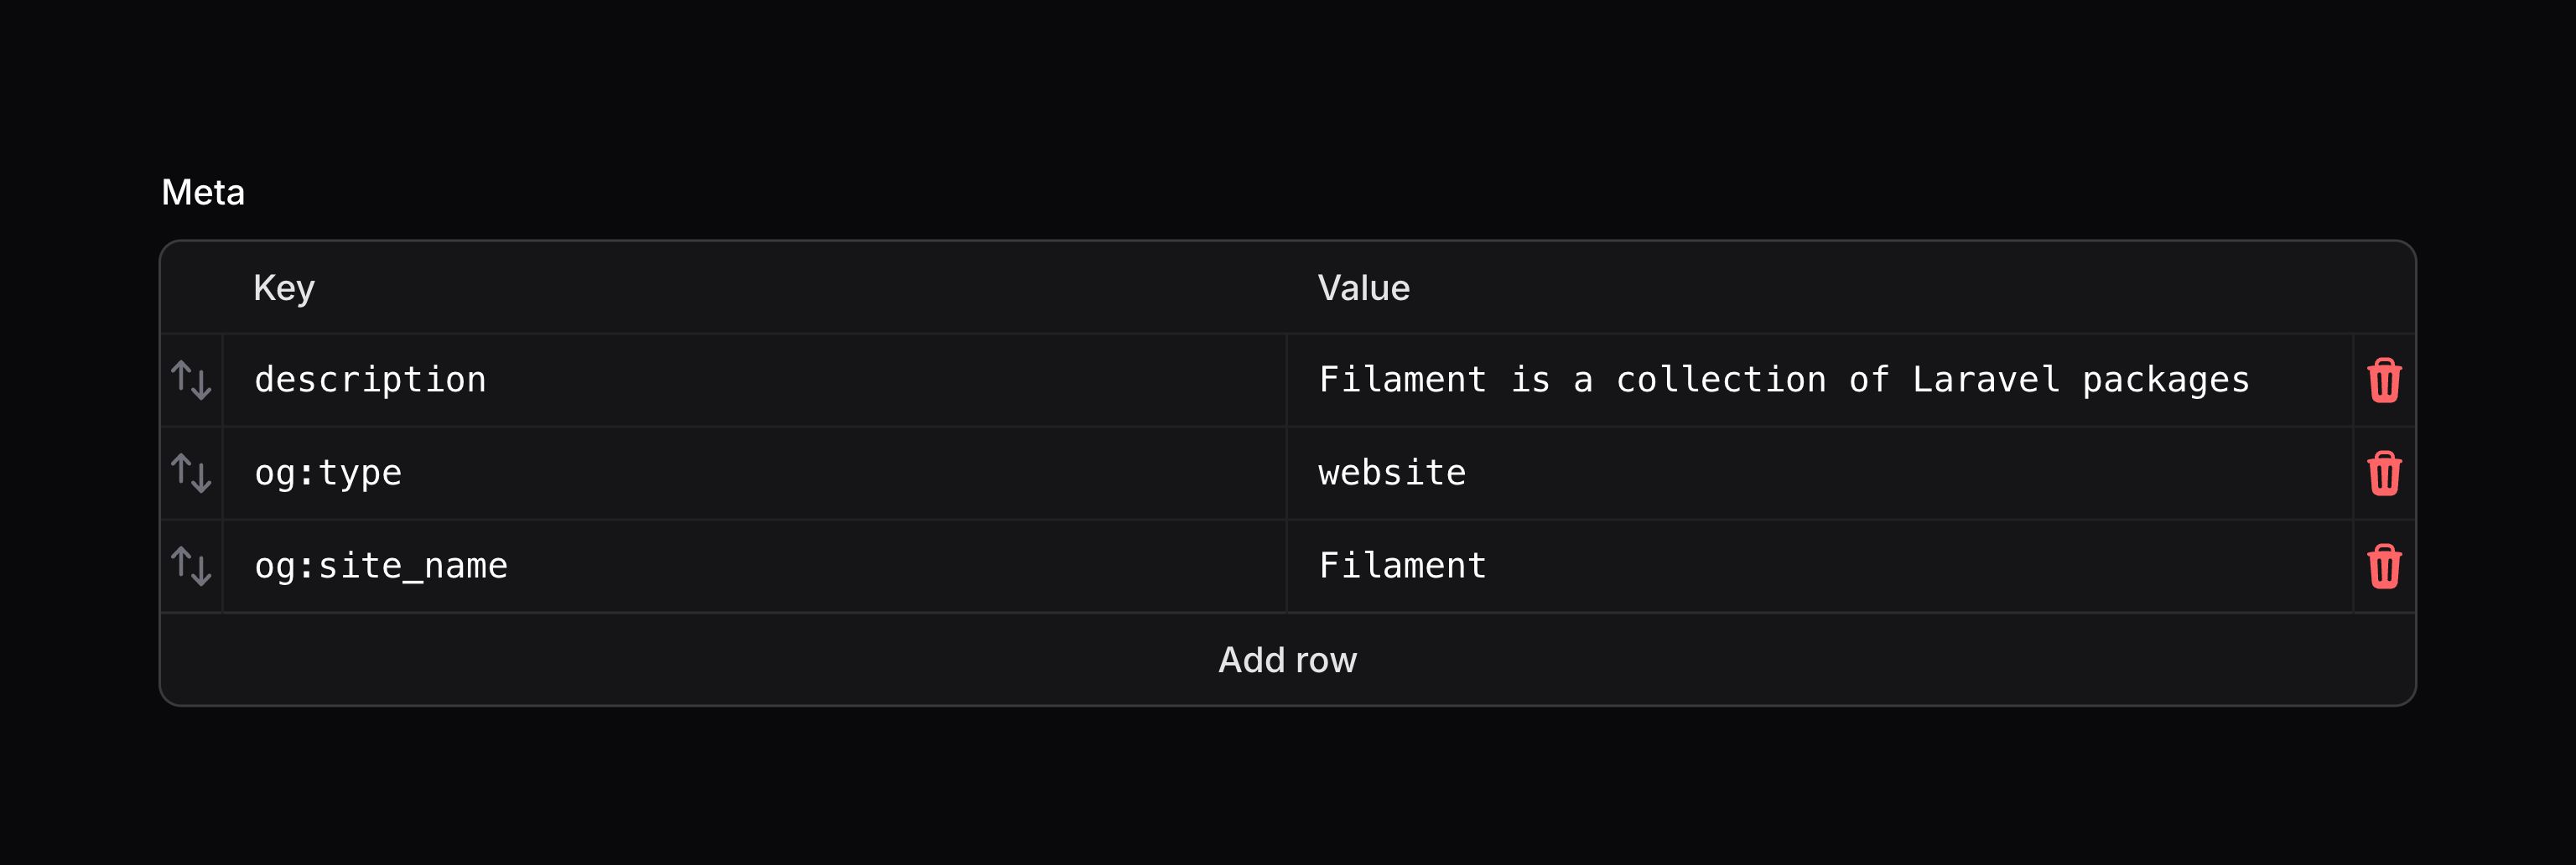 Meta
Key Value
description Filament is a collection of Laravel packages
og:type website
og:site_name Filament
Add row